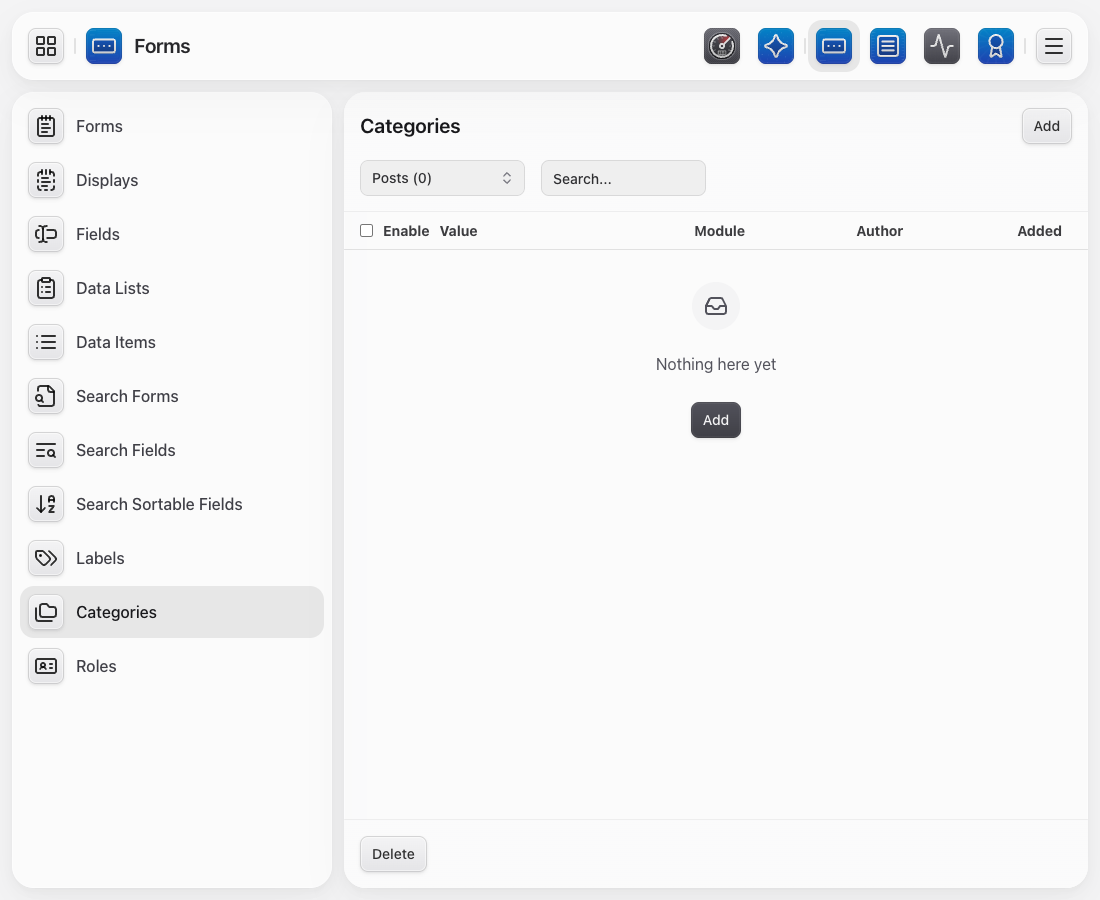 Forms
Forms
Displays
Fields
Data Lists
Data Items
Search Forms
Search Fields
Search Sortable Fields
Labels
Categories
Roles
Categories
Add
Posts (0)
Search...
Enable Value Module Author Added
Nothing here yet
Add
Delete